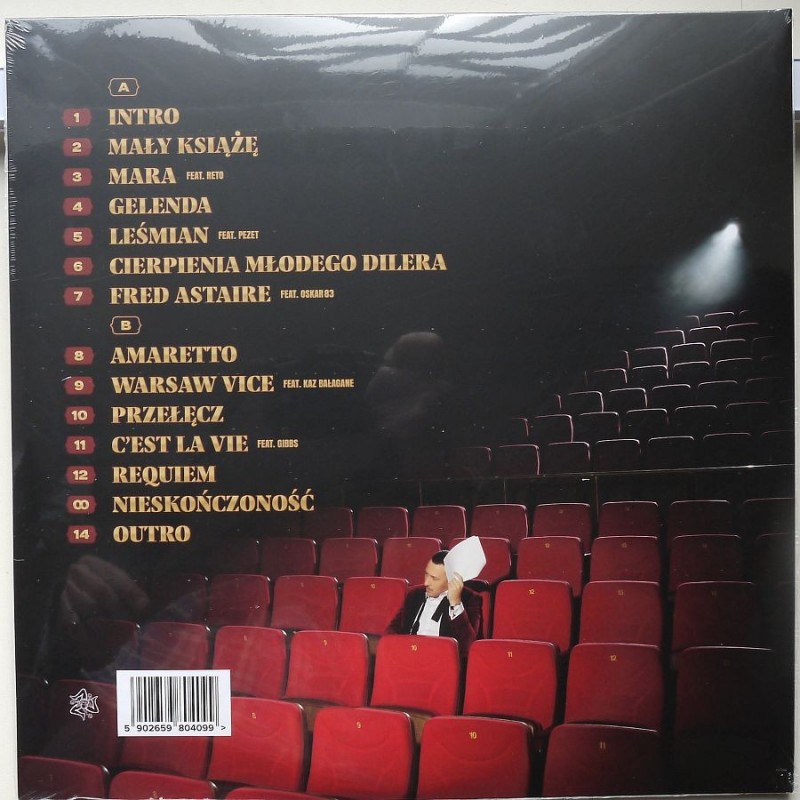 A
1 INTRO
2 MAŁY KSIĄŻĘ
3 MARA FEAT. RETO
4 GELENDA
5 LEŚMIAN FEAT. PEZET
6 CIERPIENIA MŁODEGO DILERA
7 FRED ASTAIRE FEAT. OSKAR83
B
8 AMARETTO
9 WARSAW VICE FEAT. KAZ BAŁAGANE
10 PRZEŁĘCZ
11 C'EST LA VIE FEAT. GIBBS
12 REQUIEM
∞ NIESKOŃCZONOŚĆ
14 OUTRO
5 902659 804099 >